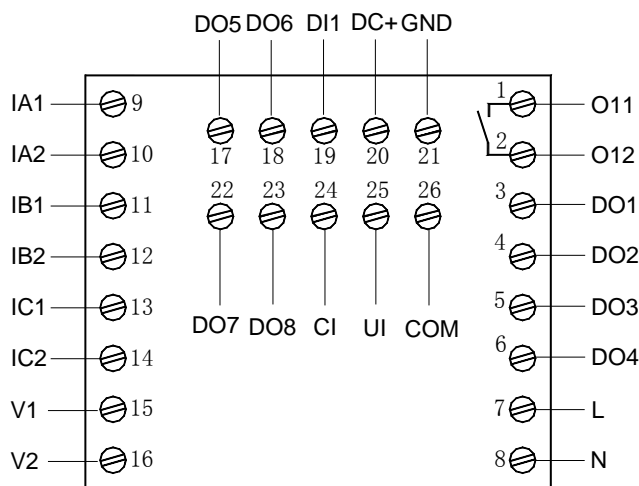 DO5 DO6 DI1 DC+ GND
IA1 9 1 O11
17 18 19 20 21
IA2 10 2 O12
22 23 24 25 26
IB1 11 3 DO1
IB2 12 4 DO2
IC1 13 5 DO3
DO7 DO8 CI UI COM
IC2 14 6 DO4
V1 15 7 L
V2 16 8 N